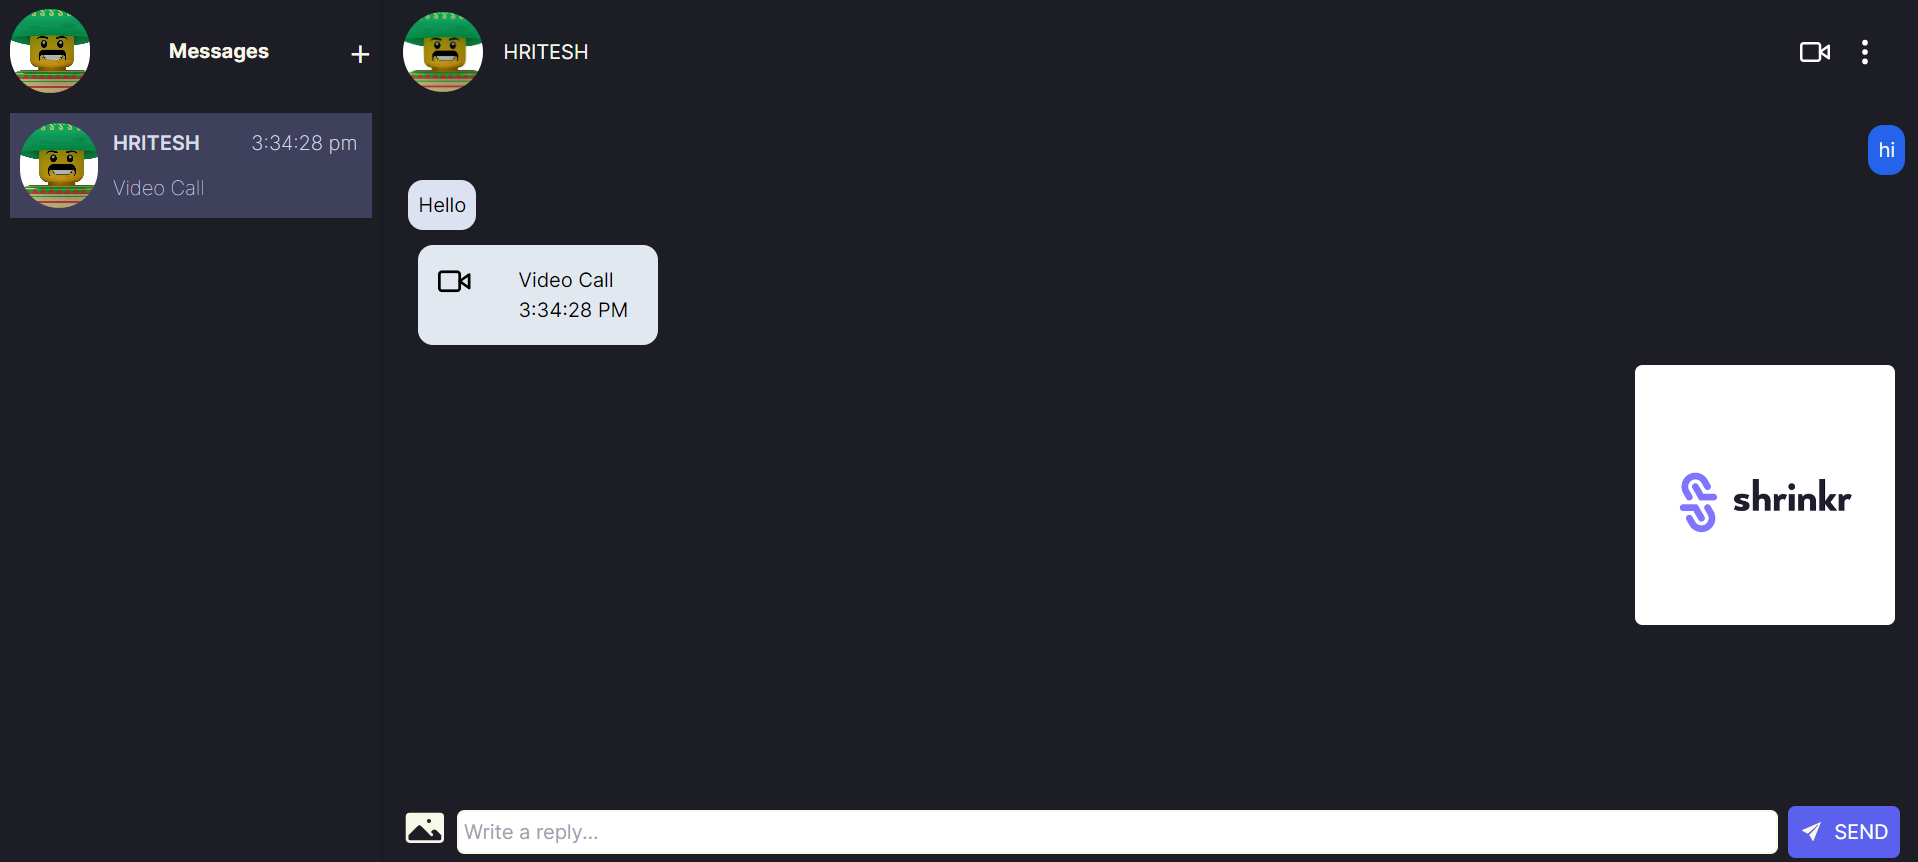 Messages
HRITESH 3:34:28 pm
Video Call
HRITESH
hi
Hello
Video Call
3:34:28 PM
shrinkr
Write a reply...
SEND